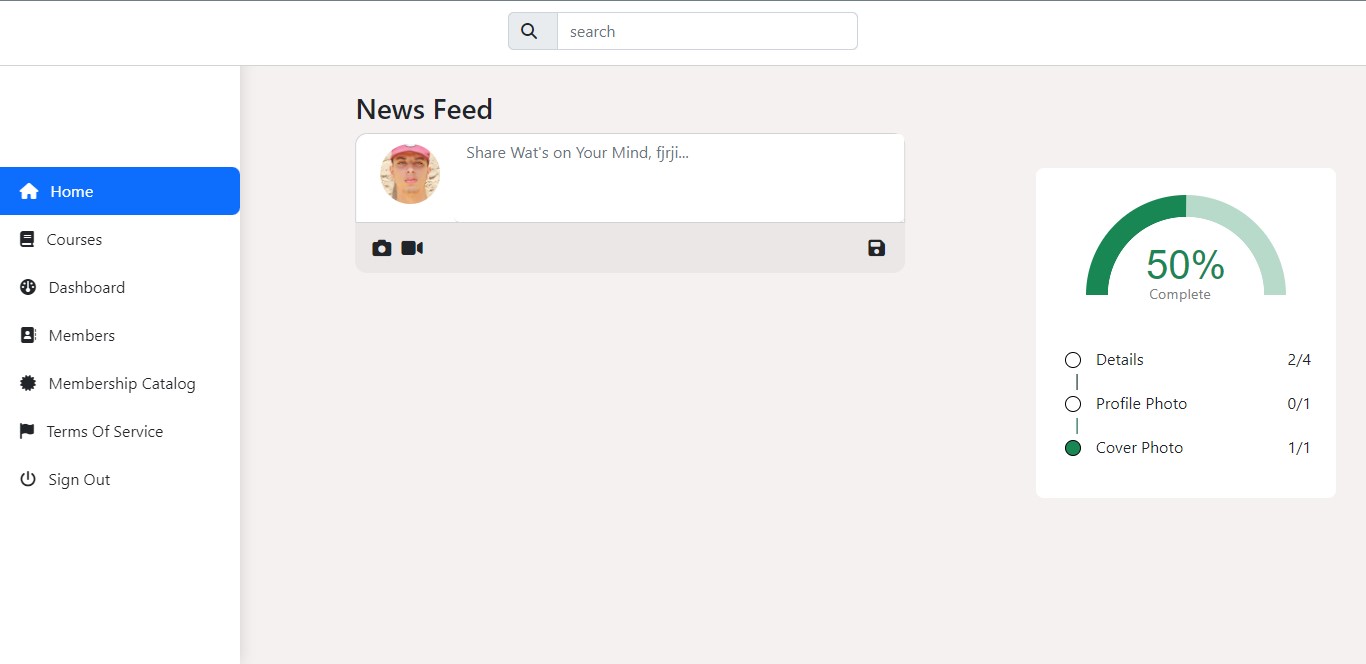 search
News Feed
Share Wat's on Your Mind, fjrji...
Home
Courses
Dashboard
Members
Membership Catalog
Terms Of Service
Sign Out
50%
Complete
Details 2/4
Profile Photo 0/1
Cover Photo 1/1